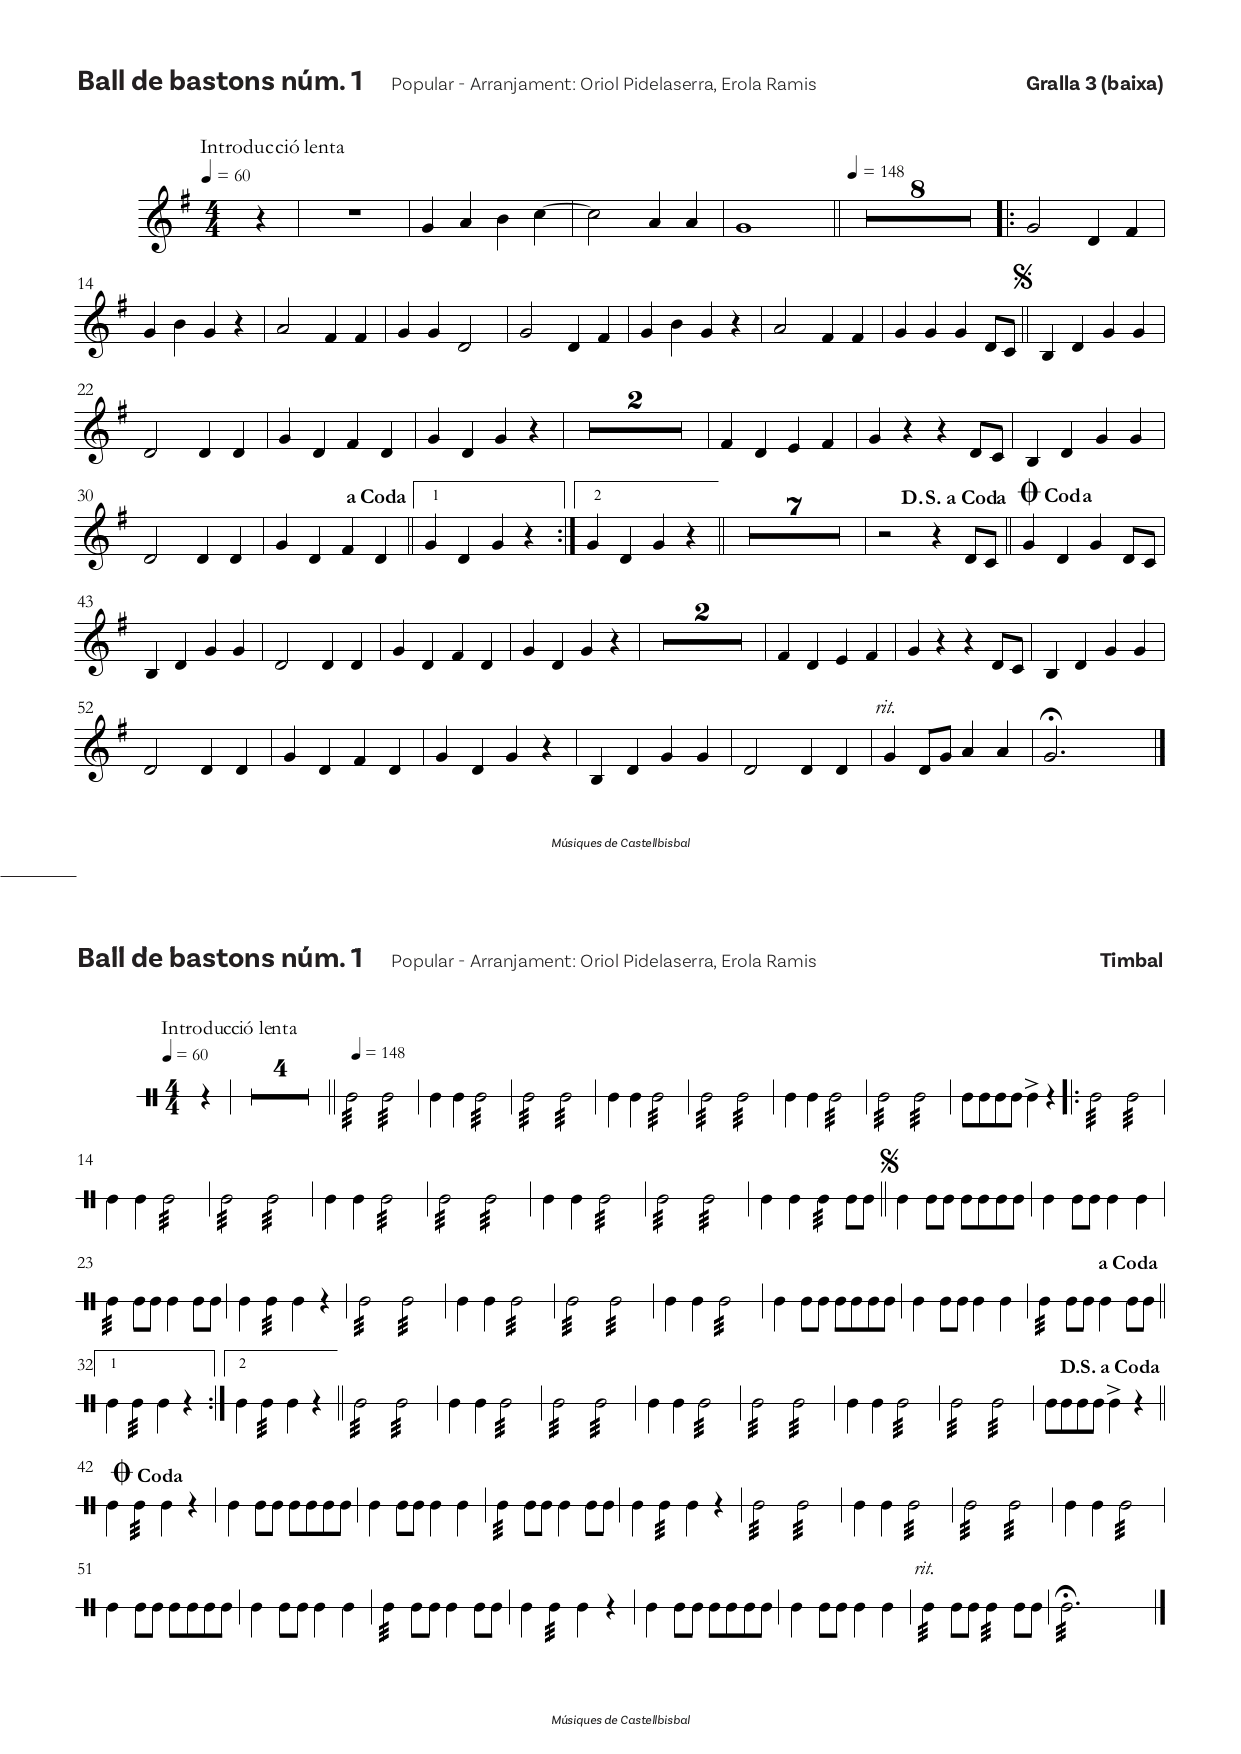 Ball de bastons núm. 1 Popular - Arranjament: Oriol Pidelaserra, Erola Ramis Gralla 3 (baixa)
Introducció lenta
= 60 = 148
8
14
22
2
30 a Coda 1 2 7 D.S. a Coda Coda
43
2
52 rit.
Músiques de Castellbisbal
Ball de bastons núm. 1 Popular - Arranjament: Oriol Pidelaserra, Erola Ramis Timbal
Introducció lenta
= 60 = 148
4
14
23 a Coda
32 1 2 D.S. a Coda
42 Coda
51 rit.
Músiques de Castellbisbal